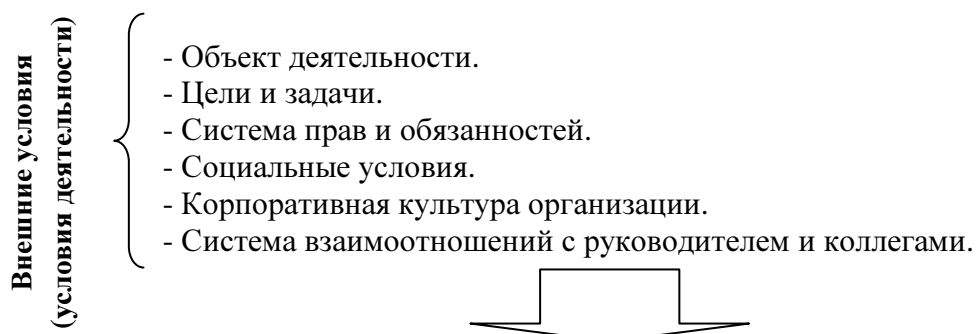 Внешние условия
(условия деятельности)
- Объект деятельности.
- Цели и задачи.
- Система прав и обязанностей.
- Социальные условия.
- Корпоративная культура организации.
- Система взаимоотношений с руководителем и коллегами.